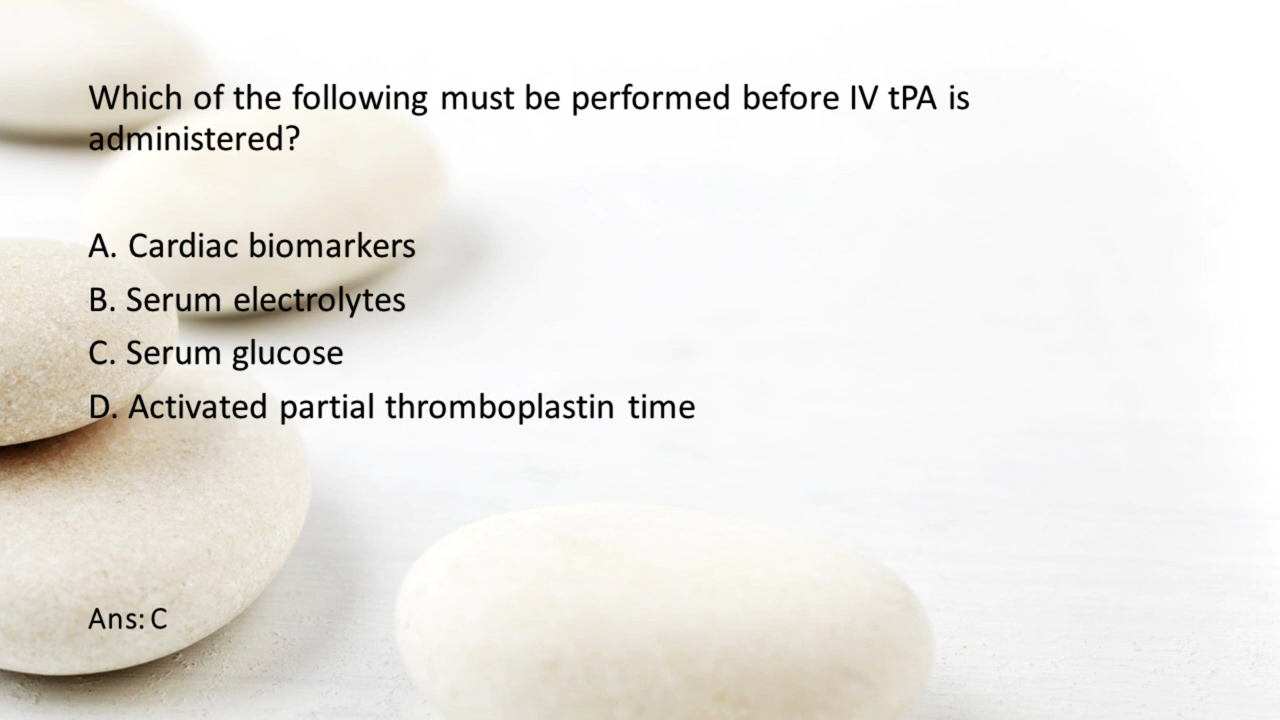 Which of the following must be performed before IV tPA is
administered?
A. Cardiac biomarkers
B. Serum electrolytes
C. Serum glucose
D. Activated partial thromboplastin time
Ans: C